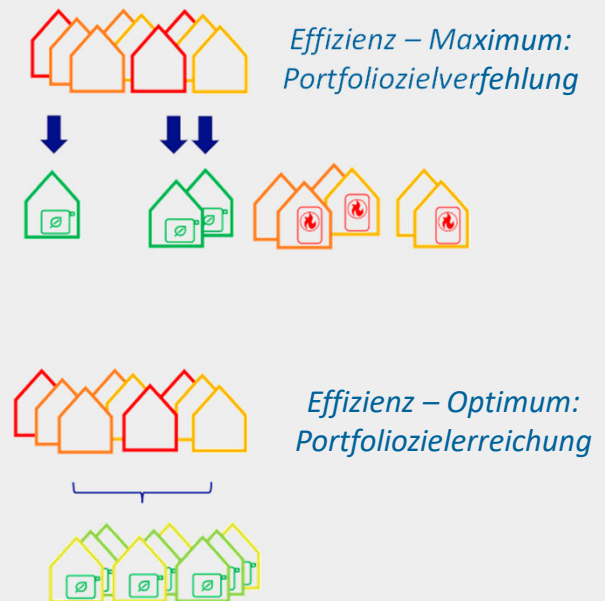 Effizienz – Maximum:
Portfoliozielverfehlung
Effizienz – Optimum:
Portfoliozielerreichung